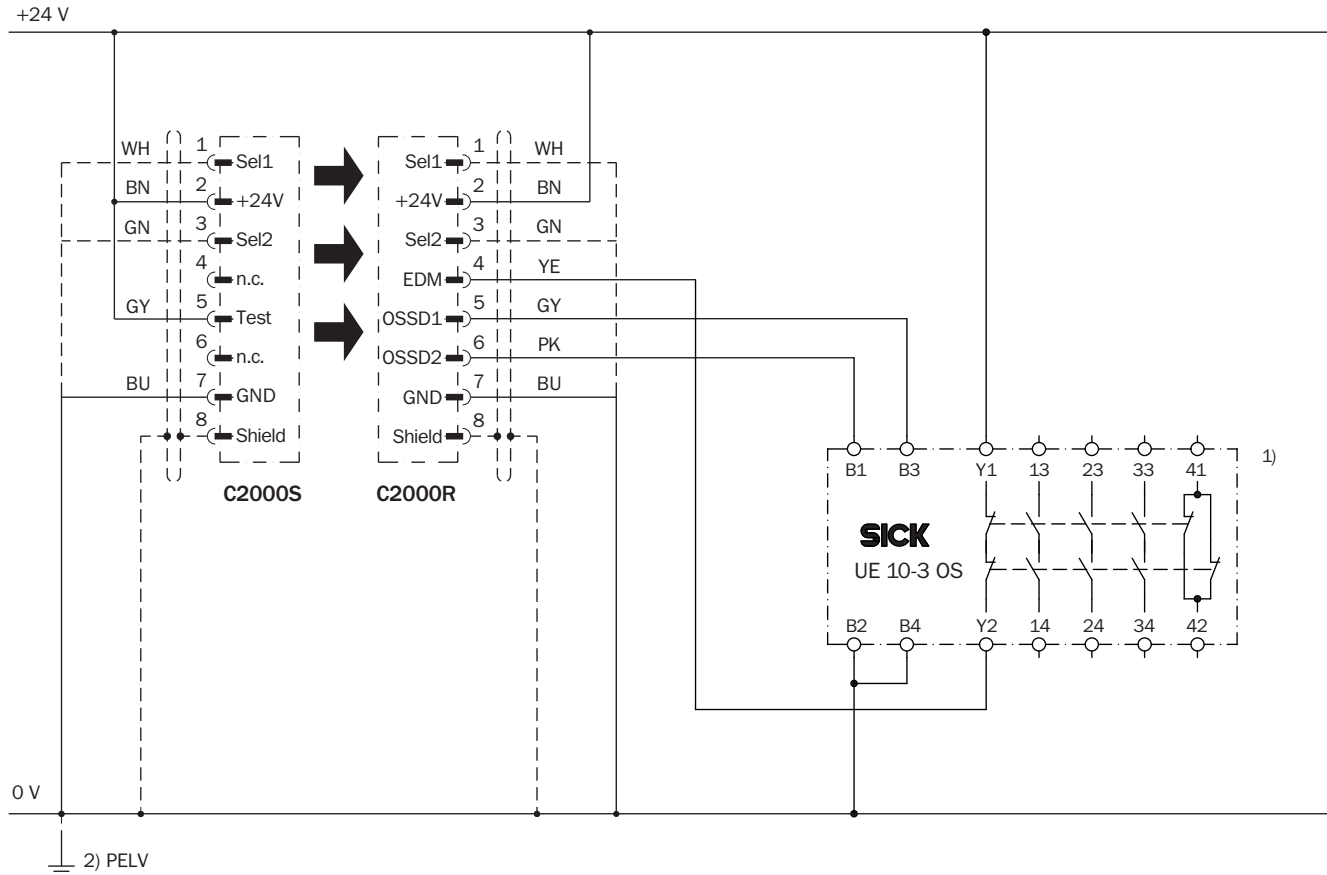 +24 V
WH 1 Sel1
BN 2 +24V
GN 3 Sel2
4 n.c.
GY 5 Test
6 n.c.
BU 7 GND
8 Shield
C2000S
Sel1 1 WH
+24V 2 BN
Sel2 3 GN
EDM 4 YE
OSSD1 5 GY
OSSD2 6 PK
GND 7 BU
Shield 8
C2000R
B1 B3 Y1 13 23 33 41
1)
SICK
UE 10-3 OS
B2 B4 Y2 14 24 34 42
0 V
2) PELV